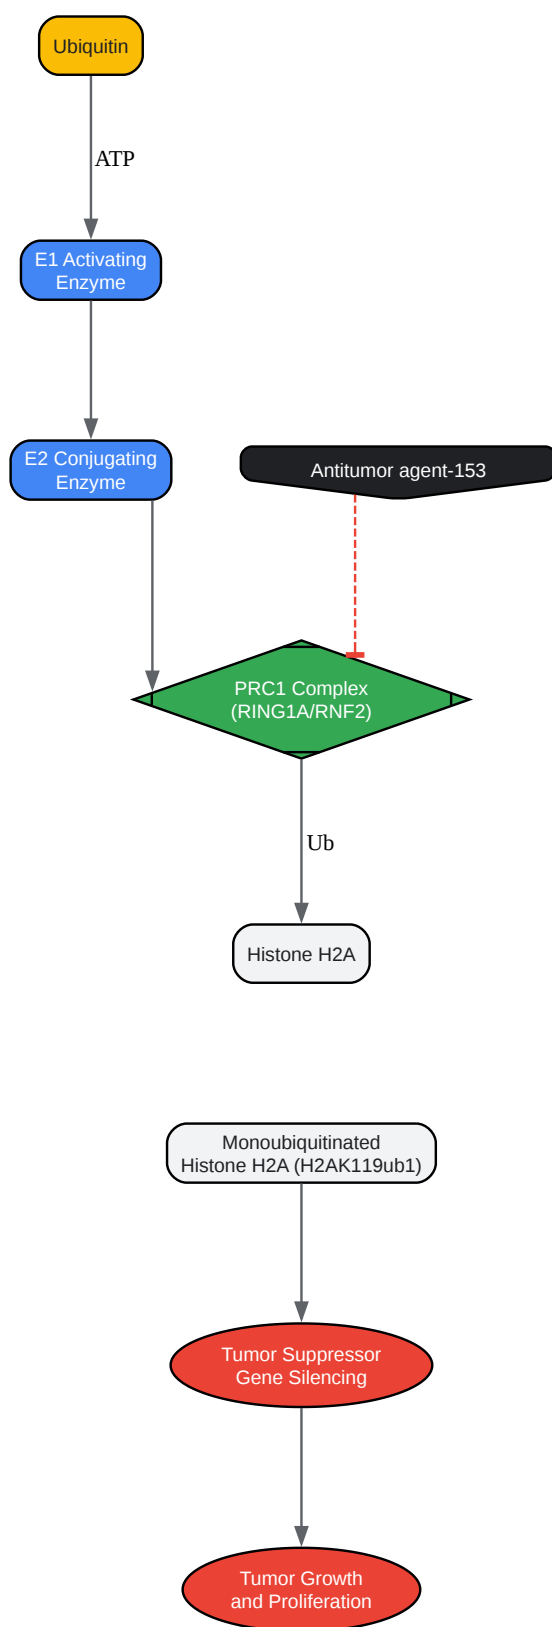 Ubiquitin
ATP
E1 Activating
Enzyme
E2 Conjugating
Enzyme
Antitumor agent-153
PRC1 Complex
(RING1A/RNF2)
Ub
Histone H2A
Monoubiquitinated
Histone H2A (H2AK119ub1)
Tumor Suppressor
Gene Silencing
Tumor Growth
and Proliferation